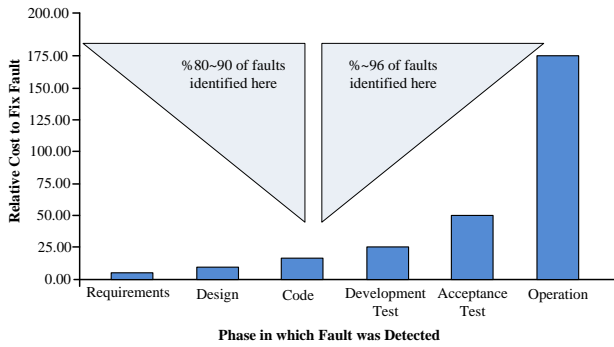 200.00
175.00
150.00
100.00
75.00
50.00
25.00
0.00
Relative Cost to Fix Fault
%80~90 of faults
identified here
%~96 of faults
identified here
Requirements
Design
Code
Development
Test
Acceptance
Test
Operation
Phase in which Fault was Detected